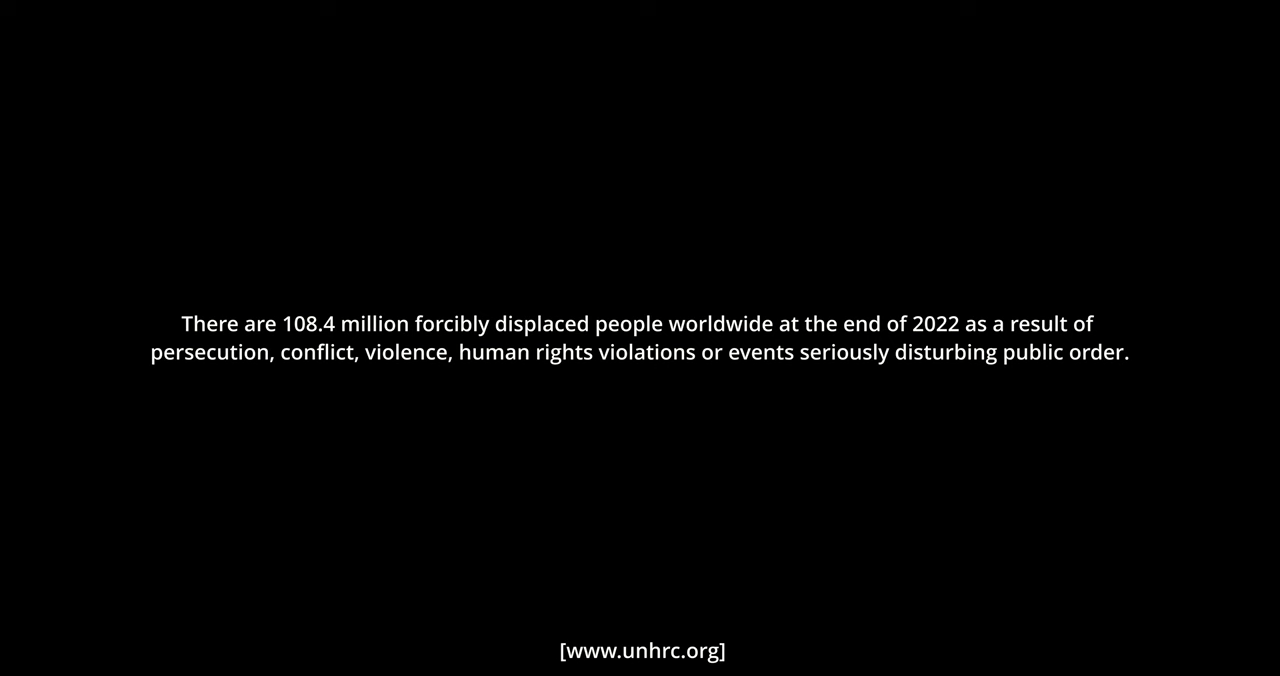 There are 108.4 million forcibly displaced people worldwide at the end of 2022 as a result of
persecution, conflict, violence, human rights violations or events seriously disturbing public order.
[www.unhrc.org]